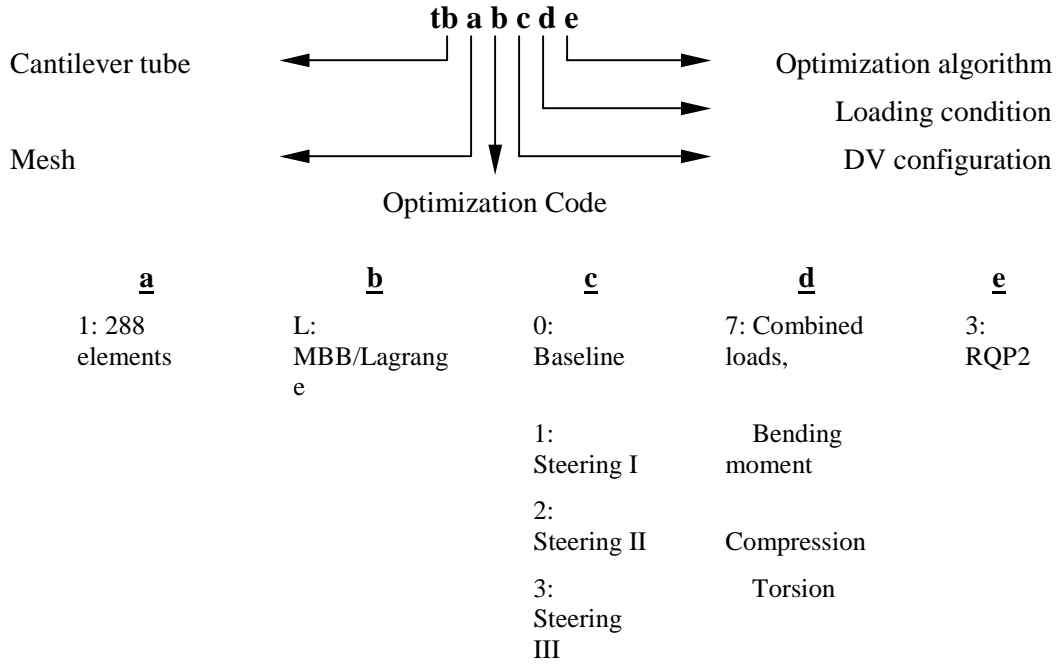 tb a b c d e
Cantilever tube
Optimization algorithm
Loading condition
Mesh
DV configuration
Optimization Code
a b c d e
1: 288
elements
L:
MBB/Lagrang
e
0:
Baseline
7: Combined
loads,
3:
RQP2
1:
Steering I
Bending
moment
2:
Steering II
Compression
3:
Steering
III
Torsion